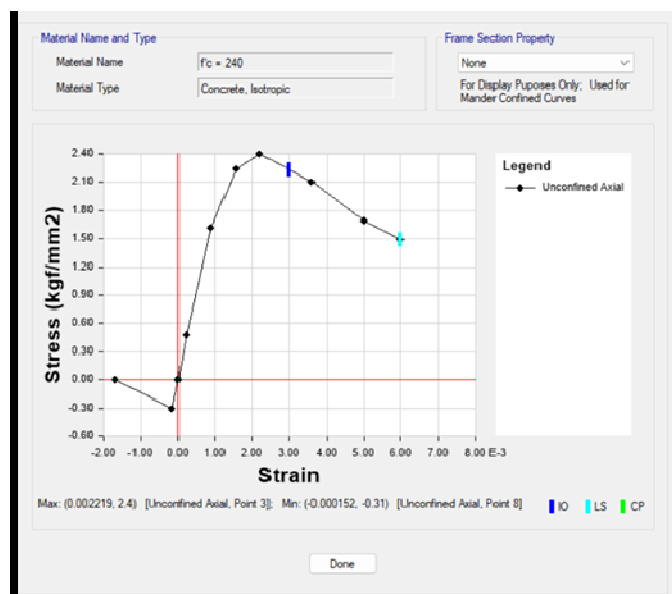 Material Name and Type
Material Name
f'c = 240
Material Type
Concrete, Isotropic
Frame Section Property
None
For Display Puposes Only; Used for
Mander Confined Curves
Stress (kgf/mm2)
2.40
2.10
1.80
1.50
1.20
0.90
0.60
0.30
0.00
-0.30
-0.60
-2.00 -1.00 0.00 1.00 2.00 3.00 4.00 5.00 6.00 7.00 8.00 E-3
Strain
Legend
Unconfined Axial
Max: (0.002219, 2.4) [Unconfined Axial, Point 3]; Min: (-0.000152, -0.31) [Unconfined Axial, Point 8]
IO LS CP
Done